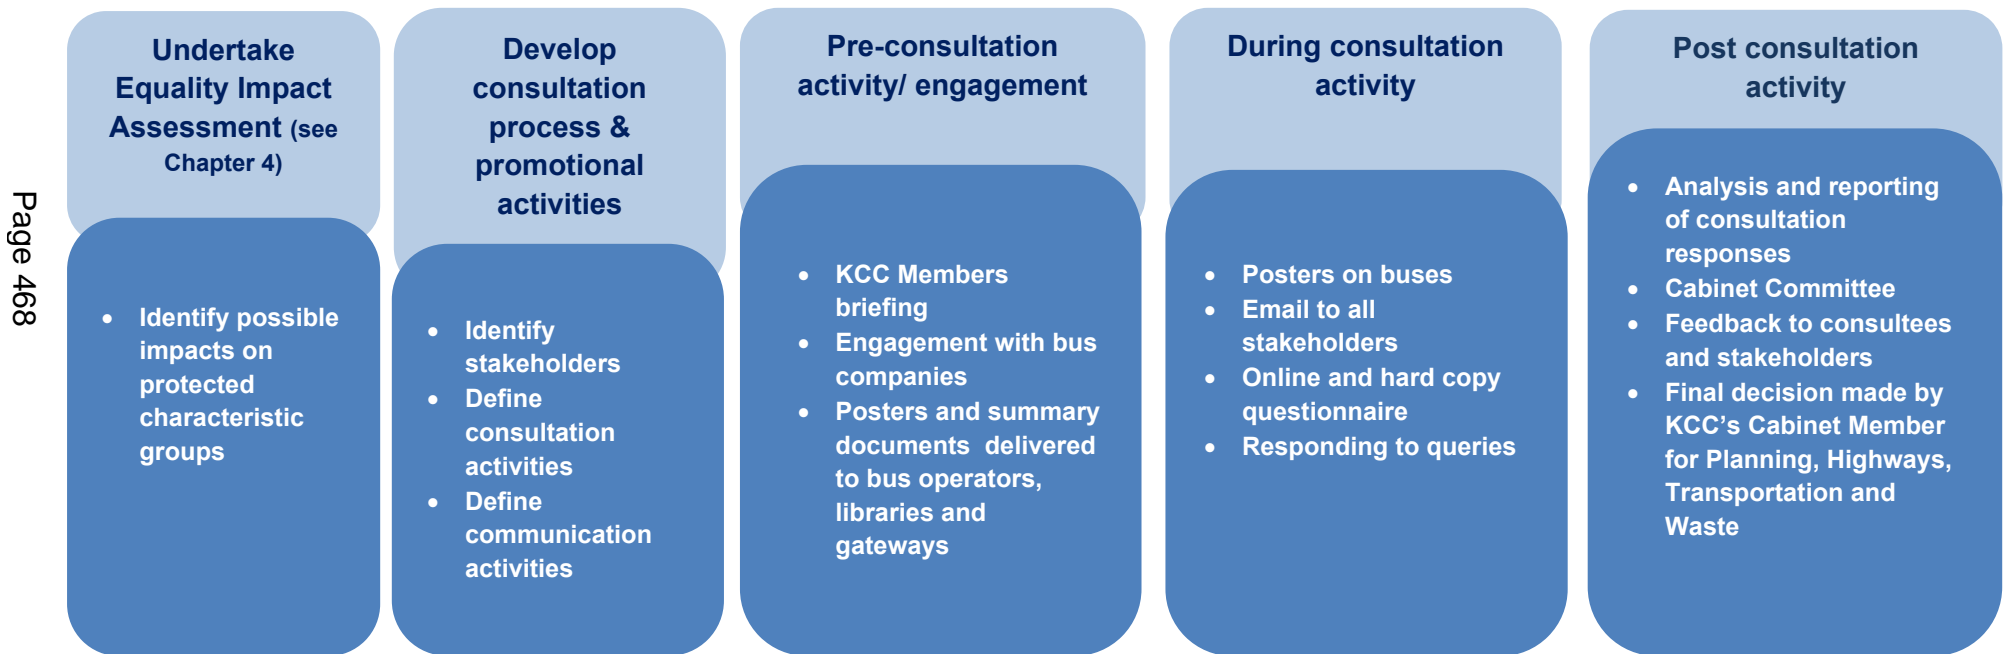 Page 468
Undertake
Equality Impact
Assessment (see
Chapter 4)
• Identify possible
impacts on
protected
characteristic
groups
Develop
consultation
process &
promotional
activities
• Identify
stakeholders
• Define
consultation
activities
• Define
communication
activities
Pre-consultation
activity/ engagement
• KCC Members
briefing
• Engagement with bus
companies
• Posters and summary
documents delivered
to bus operators,
libraries and
gateways
During consultation
activity
• Posters on buses
• Email to all
stakeholders
• Online and hard copy
questionnaire
• Responding to queries
Post consultation
activity
• Analysis and reporting
of consultation
responses
• Cabinet Committee
• Feedback to consultees
and stakeholders
• Final decision made by
KCC’s Cabinet Member
for Planning, Highways,
Transportation and
Waste